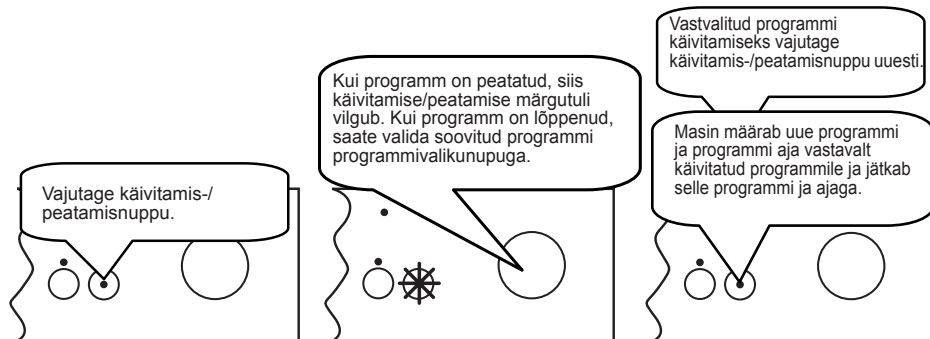 Vajutage käivitamis-/
peatamisnuppu.
Kui programm on peatatud, siis
käivitamise/peatamise märgutuli
vilgub. Kui programm on lõppenud,
saate valida soovitud programmi
programmivalikunupuga.
Vastvalitud programmi
käivitamiseks vajutage
käivitamis-/peatamisnuppu uuesti.
Masin määrab uue programmi
ja programmi aja vastavalt
käivitatud programmile ja jätkab
selle programmi ja ajaga.